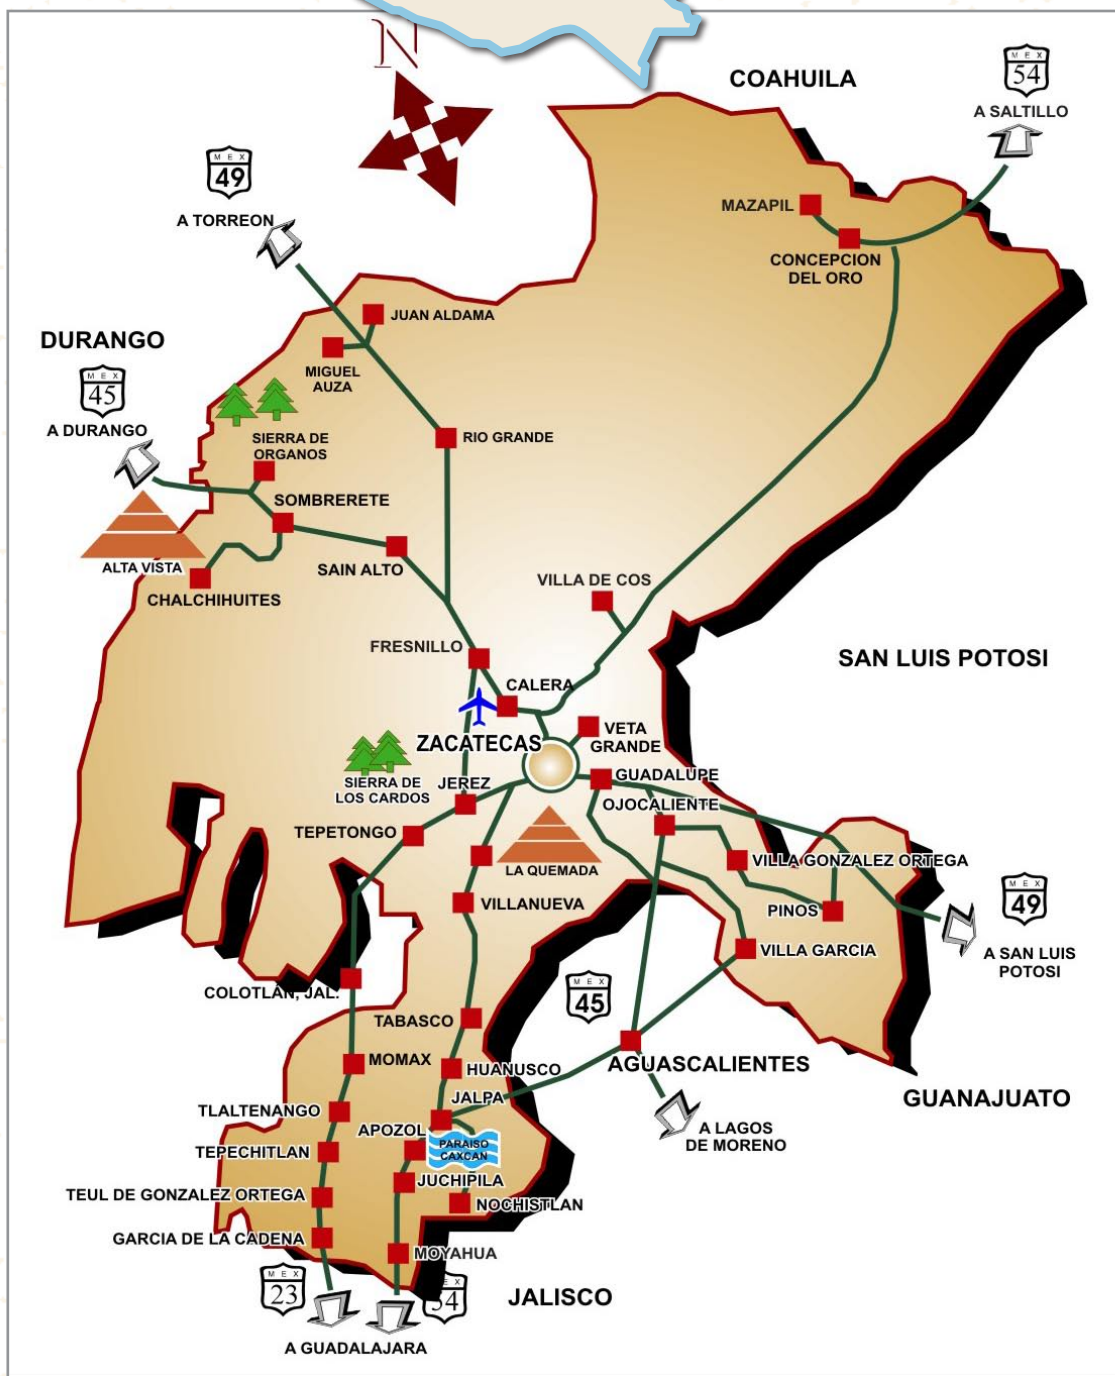 N
COAHUILA
MEX
54
A SALTILLO
MEX
49
A TORREON
MAZAPIL
CONCEPCION
DEL ORO
JUAN ALDAMA
DURANGO
MEX
45
A DURANGO
MIGUEL
AUZA
SIERRA DE
ORGANOS
RIO GRANDE
SOMBRERETE
ALTA VISTA
SAIN ALTO
CHALCHIHUITES
VILLA DE COS
FRESNILLO
SAN LUIS POTOSI
CALERA
ZACATECAS
VETA
GRANDE
SIERRA DE
LOS CARDOS
JEREZ
GUADALUPE
OJOCALIENTE
TEPETONGO
LA QUEMADA
VILLA GONZALEZ ORTEGA
VILLANUEVA
PINOS
MEX
49
A SAN LUIS
POTOSI
VILLA GARCIA
COLOTLÁN, JAL.
MEX
45
TABASCO
MOMAX
HUANUSCO
AGUASCALIENTES
JALPA
GUANAJUATO
TLALTENANGO
APOZOL
A LAGOS
DE MORENO
PARAISO
CAXCAN
TEPECHITLAN
JUCHIPILA
TEUL DE GONZALEZ ORTEGA
NOCHISTLAN
GARCIA DE LA CADENA
MOYAHUA
MEX
23
EX
54
JALISCO
A GUADALAJARA